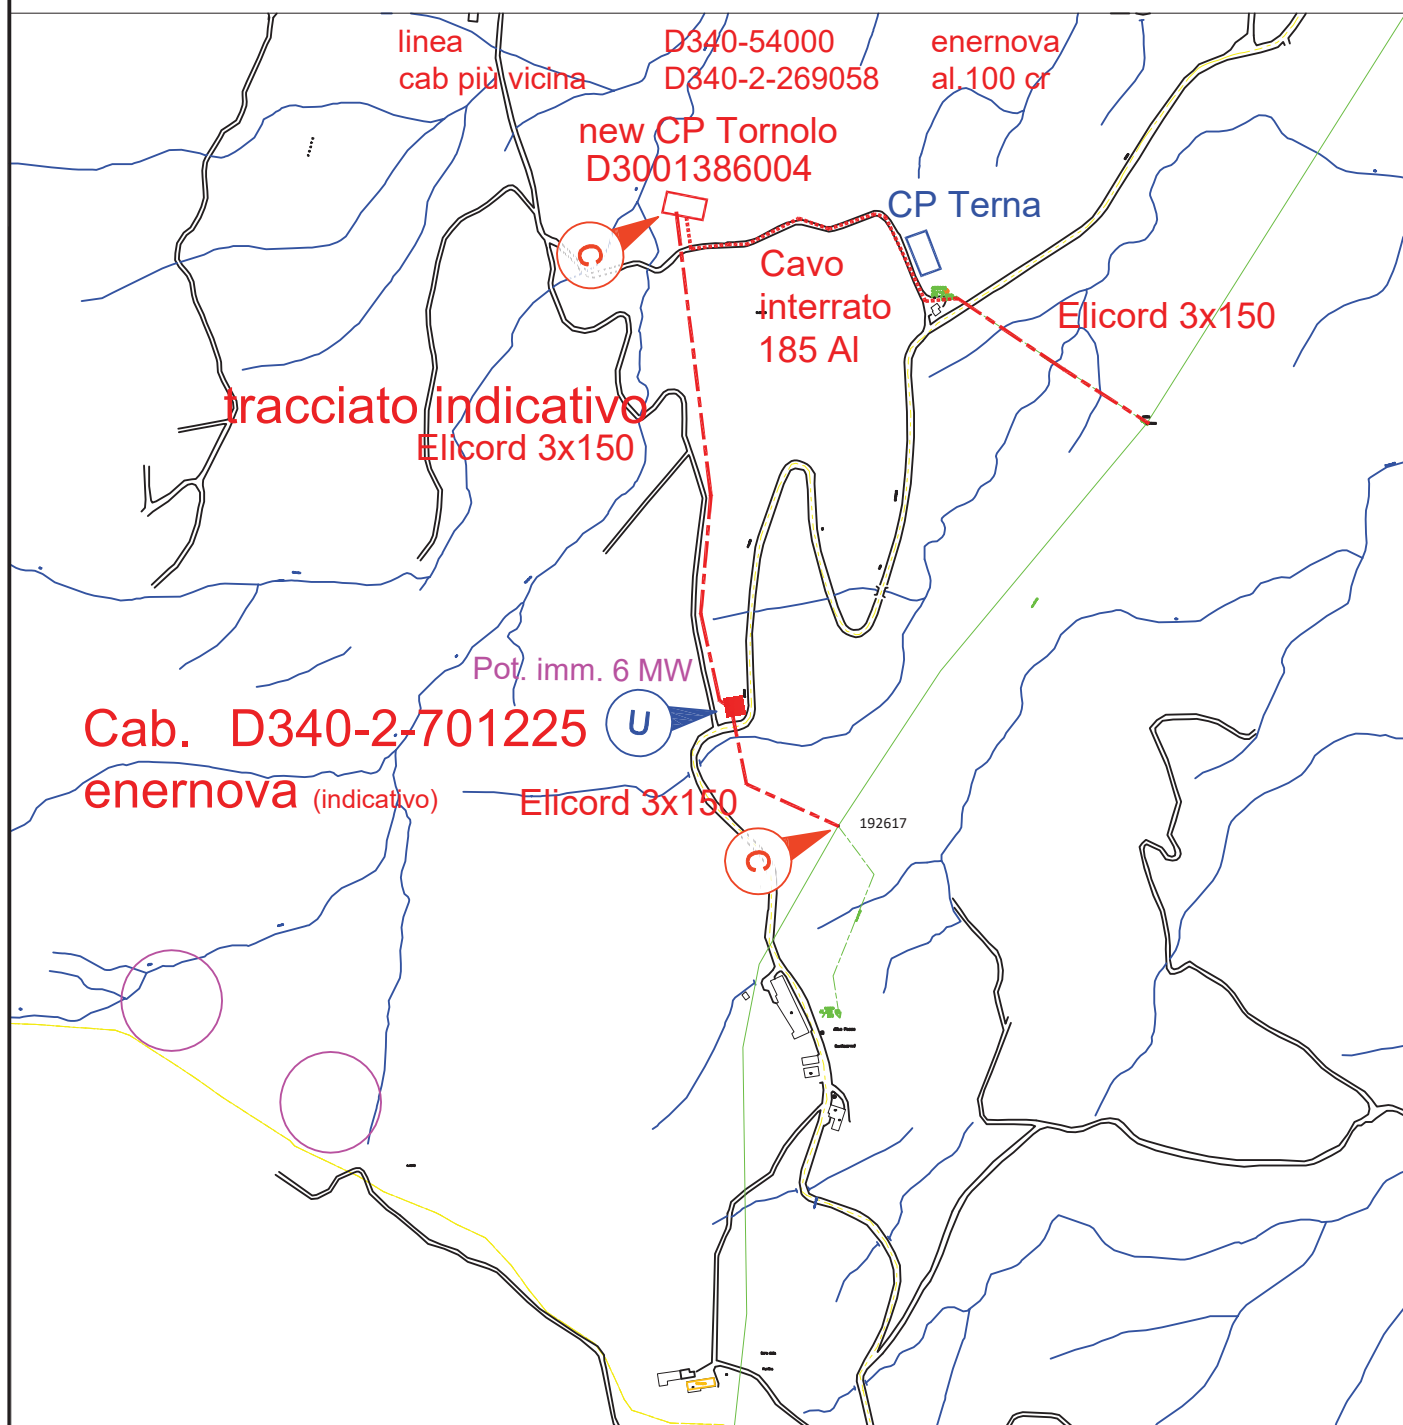 linea D340-54000 enernova
cab più vicina D340-2-269058 al.100 cr
new CP Tornolo
D3001386004
CP Terna
C
Cavo
interrato
185 Al
Elicord 3x150
tracciato indicativo
Elicord 3x150
Pot. imm. 6 MW
Cab. D340-2-701225
U
enernova (indicativo)
Elicord 3x150
192617
C